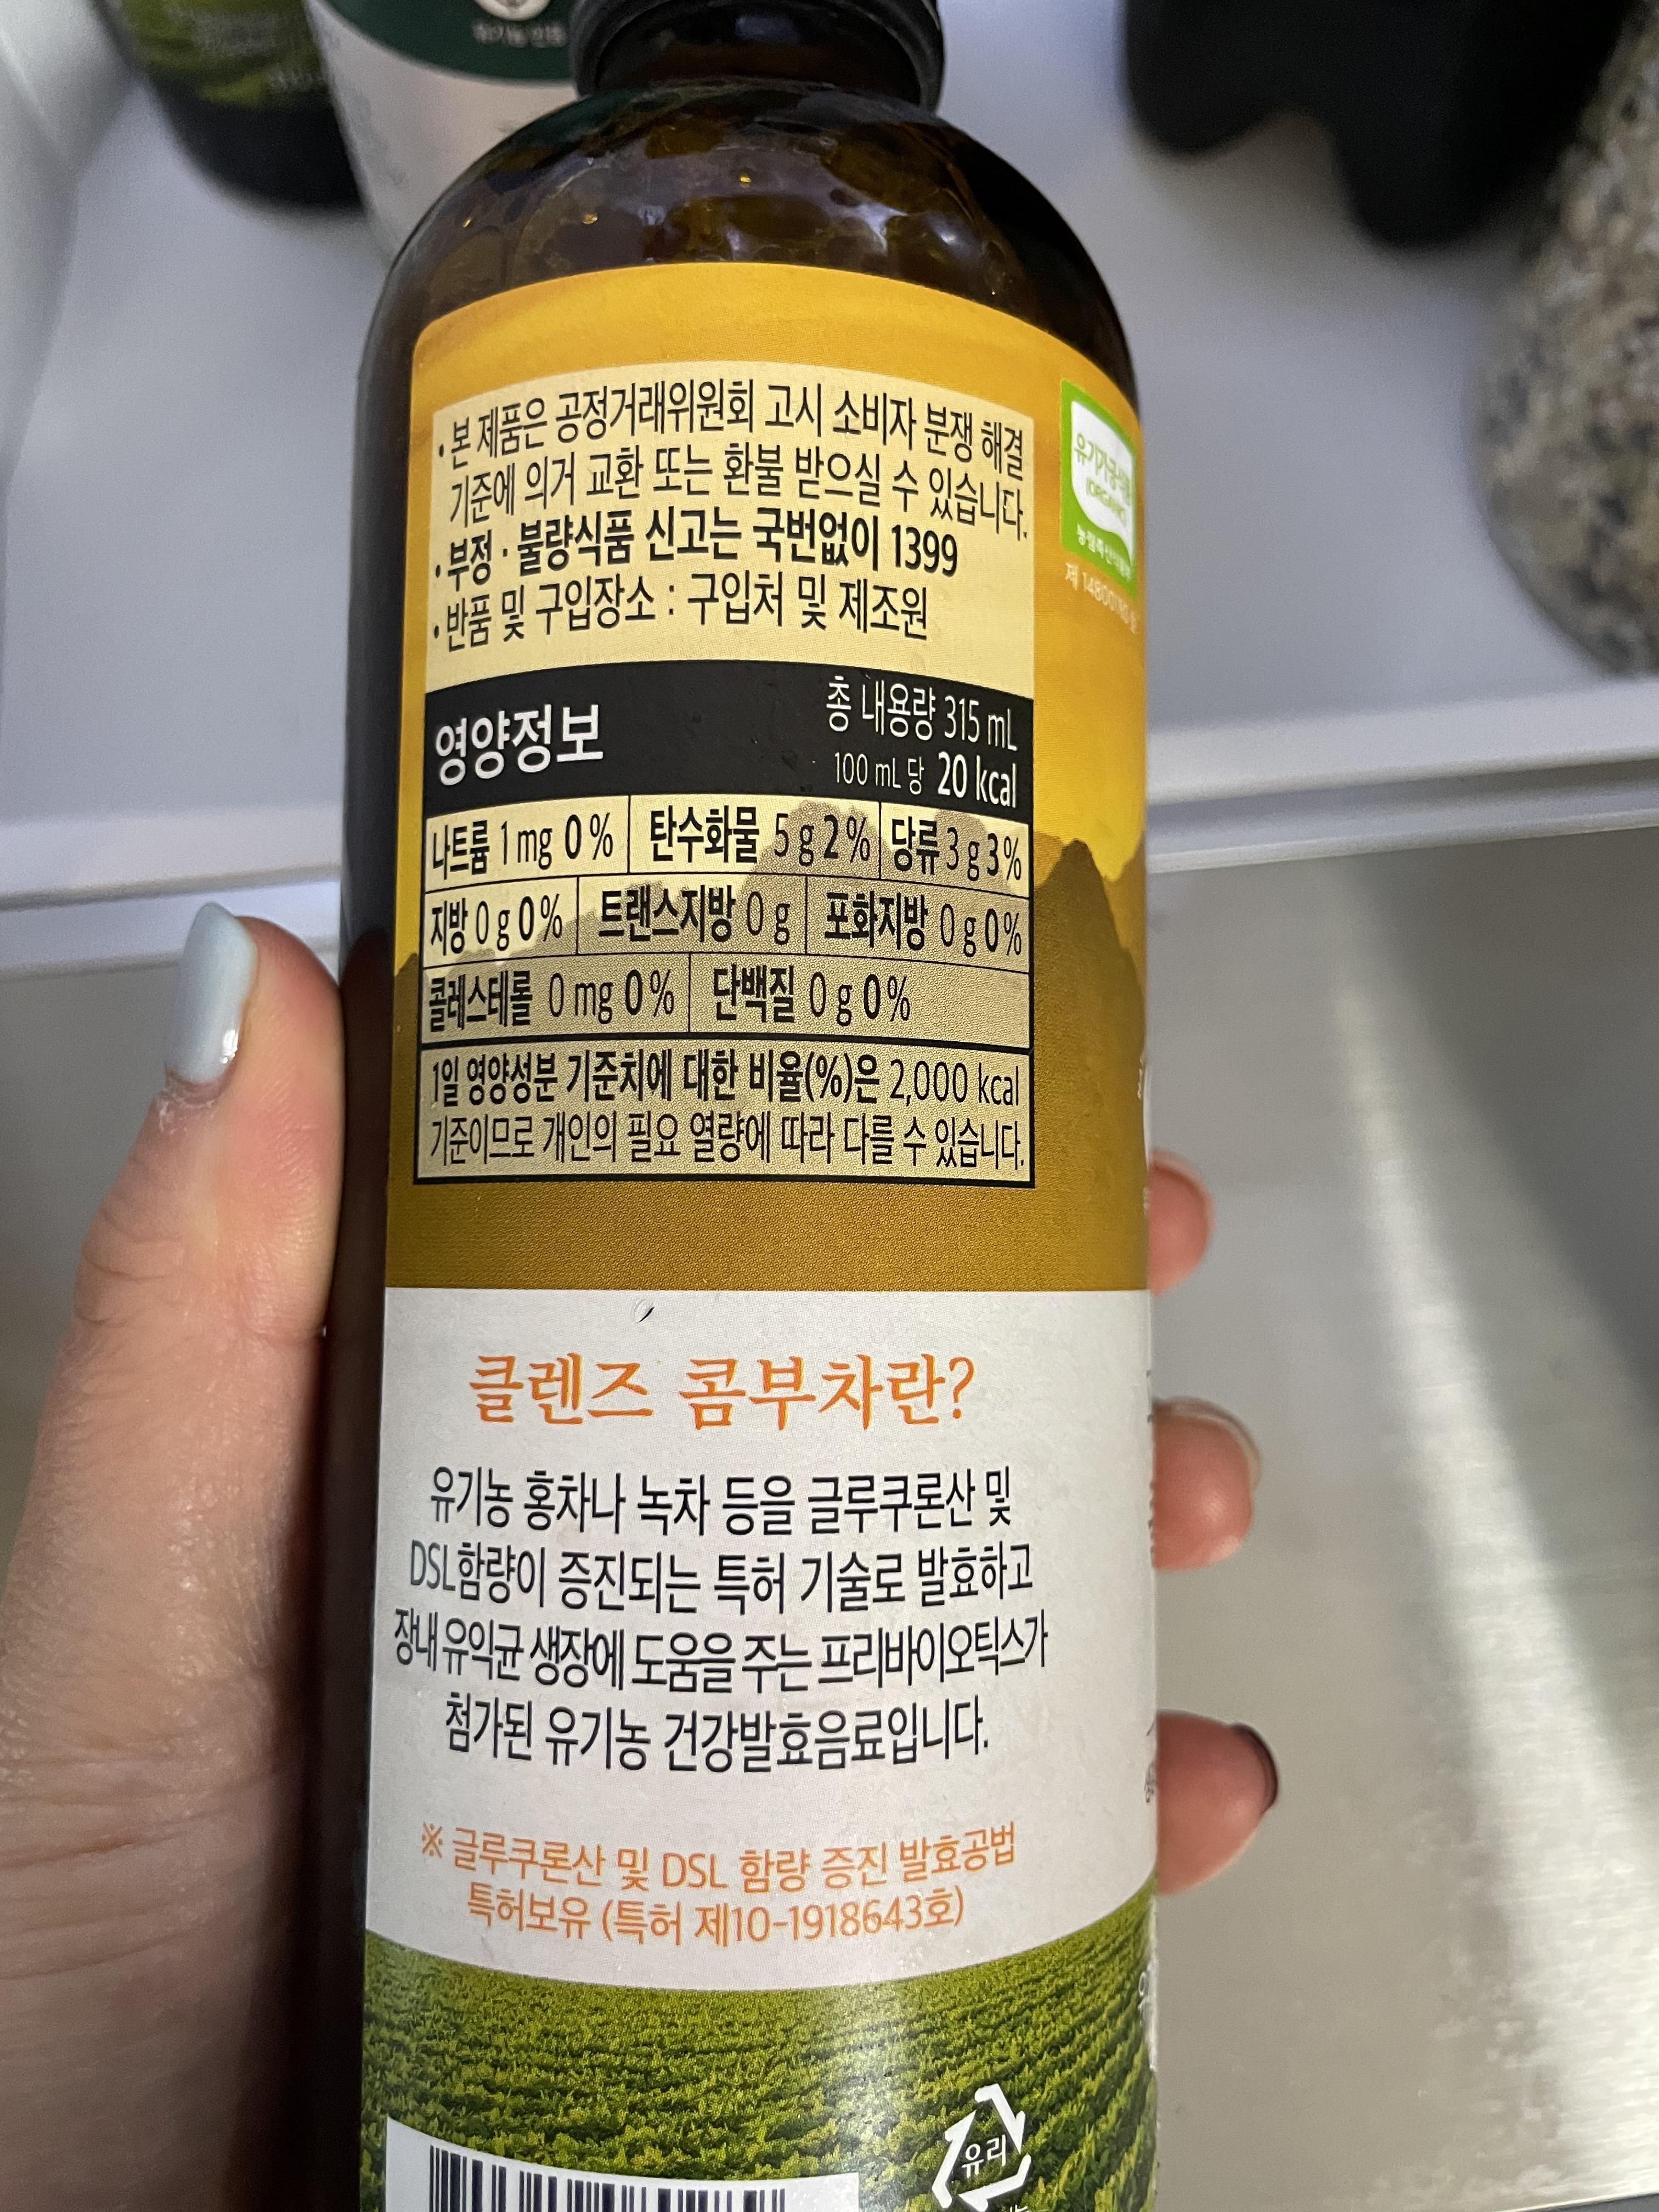 • 본 제품은 공정거래위원회 고시 소비자 분쟁 해결
기준에 의거 교환 또는 환불 받으실 수 있습니다.
• 부정 · 불량식품 신고는 국번없이 1399
• 반품 및 구입장소 : 구입처 및 제조원
유기가공식품
(ORGANIC)
농림축산식품부
영양정보
총 내용량 315 mL
100 mL 당 20 kcal
나트륨 1 mg 0% 탄수화물 5 g 2% 당류 3 g 3%
지방 0 g 0% 트랜스지방 0 g 포화지방 0 g 0%
콜레스테롤 0 mg 0% 단백질 0 g 0%
1일 영양성분 기준치에 대한 비율(%)은 2,000 kcal
기준이므로 개인의 필요 열량에 따라 다를 수 있습니다.
클렌즈 콤부차란?
유기농 홍차나 녹차 등을 글루쿠론산 및
DSL함량이 증진되는 특허 기술로 발효하고
장내 유익균 생장에 도움을 주는 프리바이오틱스가
첨가된 유기농 건강발효음료입니다.
※ 글루쿠론산 및 DSL 함량 증진 발효공법
특허보유 (특허 제10-1918643호)
유리